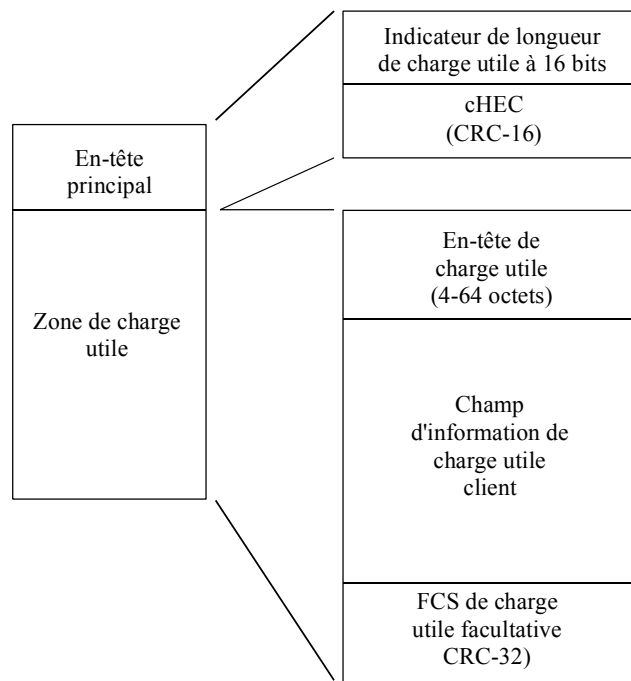 En-tête
principal
Zone de charge
utile
Indicateur de longueur
de charge utile à 16 bits
cHEC
(CRC-16)
En-tête de
charge utile
(4-64 octets)
Champ
d'information de
charge utile
client
FCS de charge
utile facultative
CRC-32)